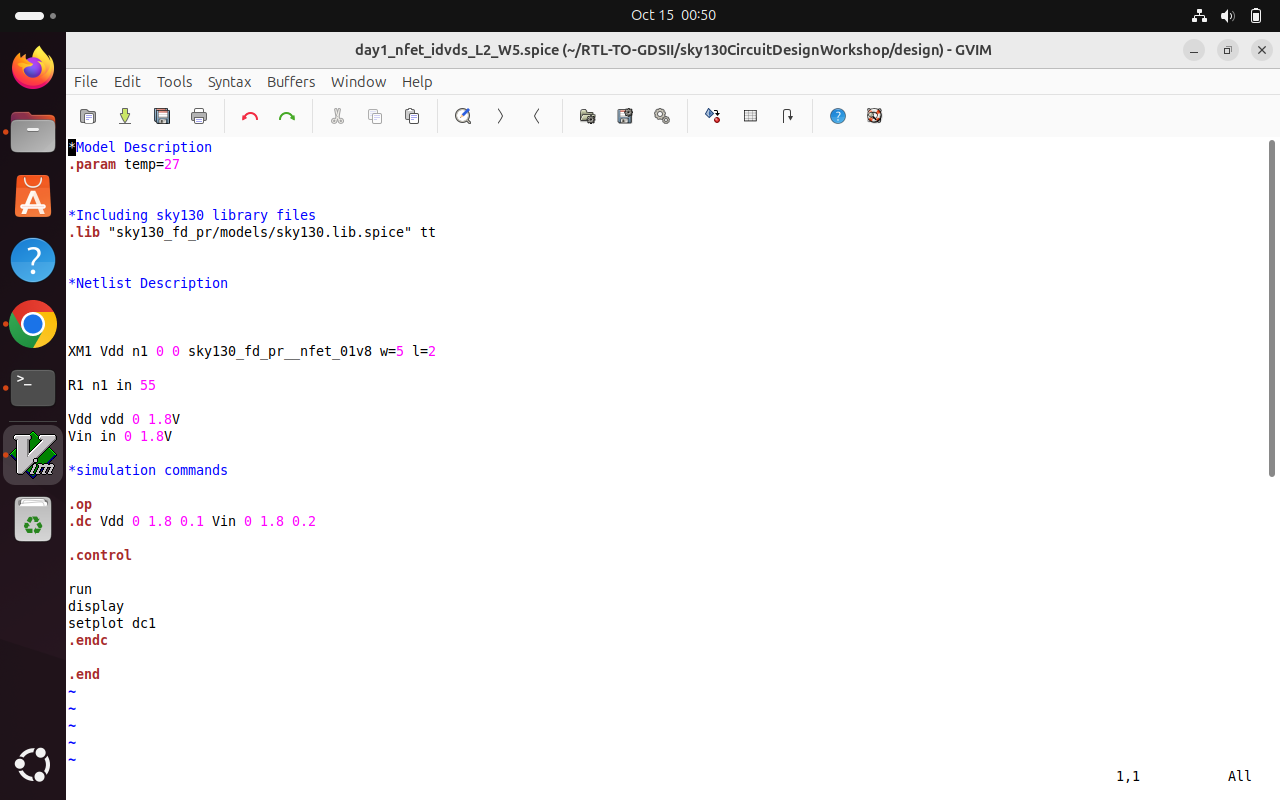 Oct 15 00:50
day1_nfet_idvds_L2_W5.spice (~/RTL-TO-GDSII/sky130CircuitDesignWorkshop/design) - GVIM
File Edit Tools Syntax Buffers Window Help
*Model Description
.param temp=27
*Including sky130 library files
.lib "sky130_fd_pr/models/sky130.lib.spice" tt
*Netlist Description
XM1 Vdd n1 0 0 sky130_fd_pr__nfet_01v8 w=5 l=2
R1 n1 in 55
Vdd vdd 0 1.8V
Vin in 0 1.8V
*simulation commands
.op
.dc Vdd 0 1.8 0.1 Vin 0 1.8 0.2
.control
run
display
setplot dc1
.endc
.end
~
~
~
~
~
1,1 All